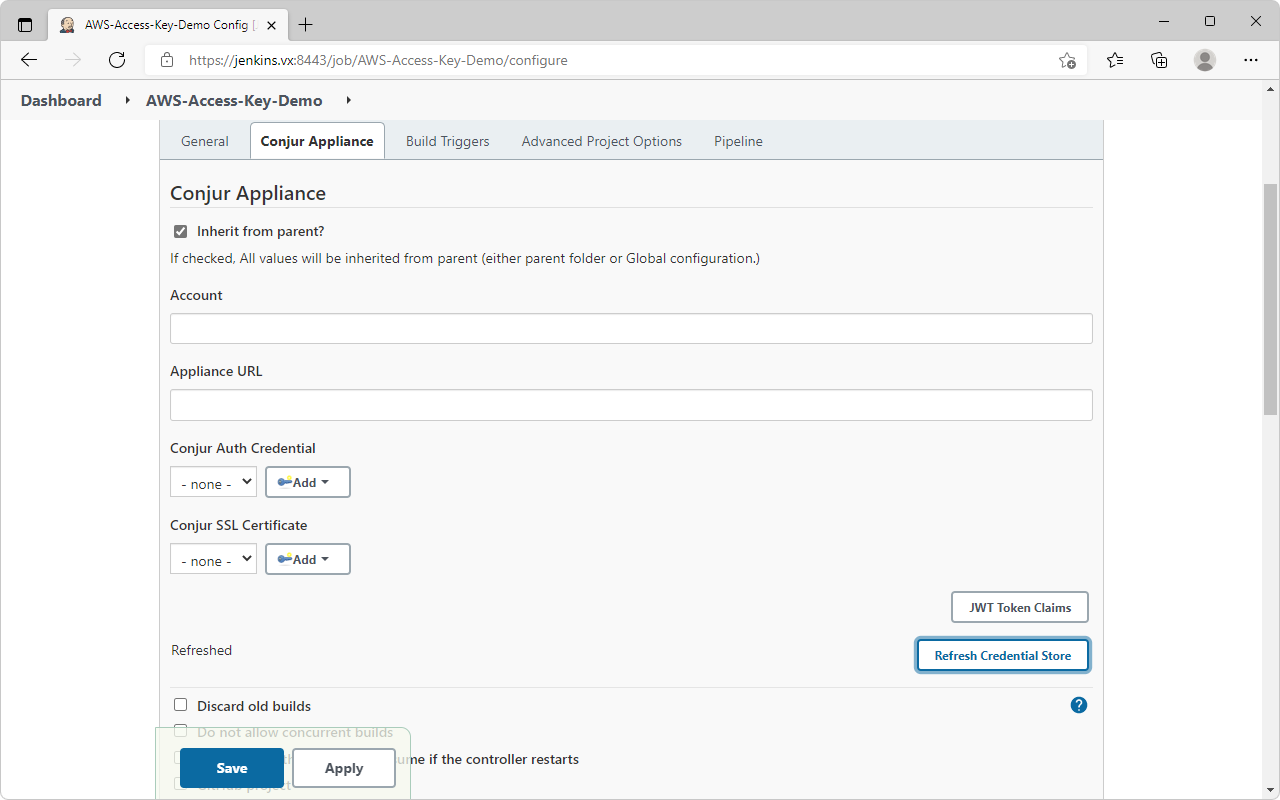 AWS-Access-Key-Demo Config [
https://jenkins.vx:8443/job/AWS-Access-Key-Demo/configure
Dashboard AWS-Access-Key-Demo
General Conjur Appliance Build Triggers Advanced Project Options Pipeline
Conjur Appliance
Inherit from parent?
If checked, All values will be inherited from parent (either parent folder or Global configuration.)
Account
Appliance URL
Conjur Auth Credential
- none - Add
Conjur SSL Certificate
- none - Add
JWT Token Claims
Refreshed Refresh Credential Store
Discard old builds ?
Do not allow concurrent builds
ume if the controller restarts
Save Apply
GitHub project